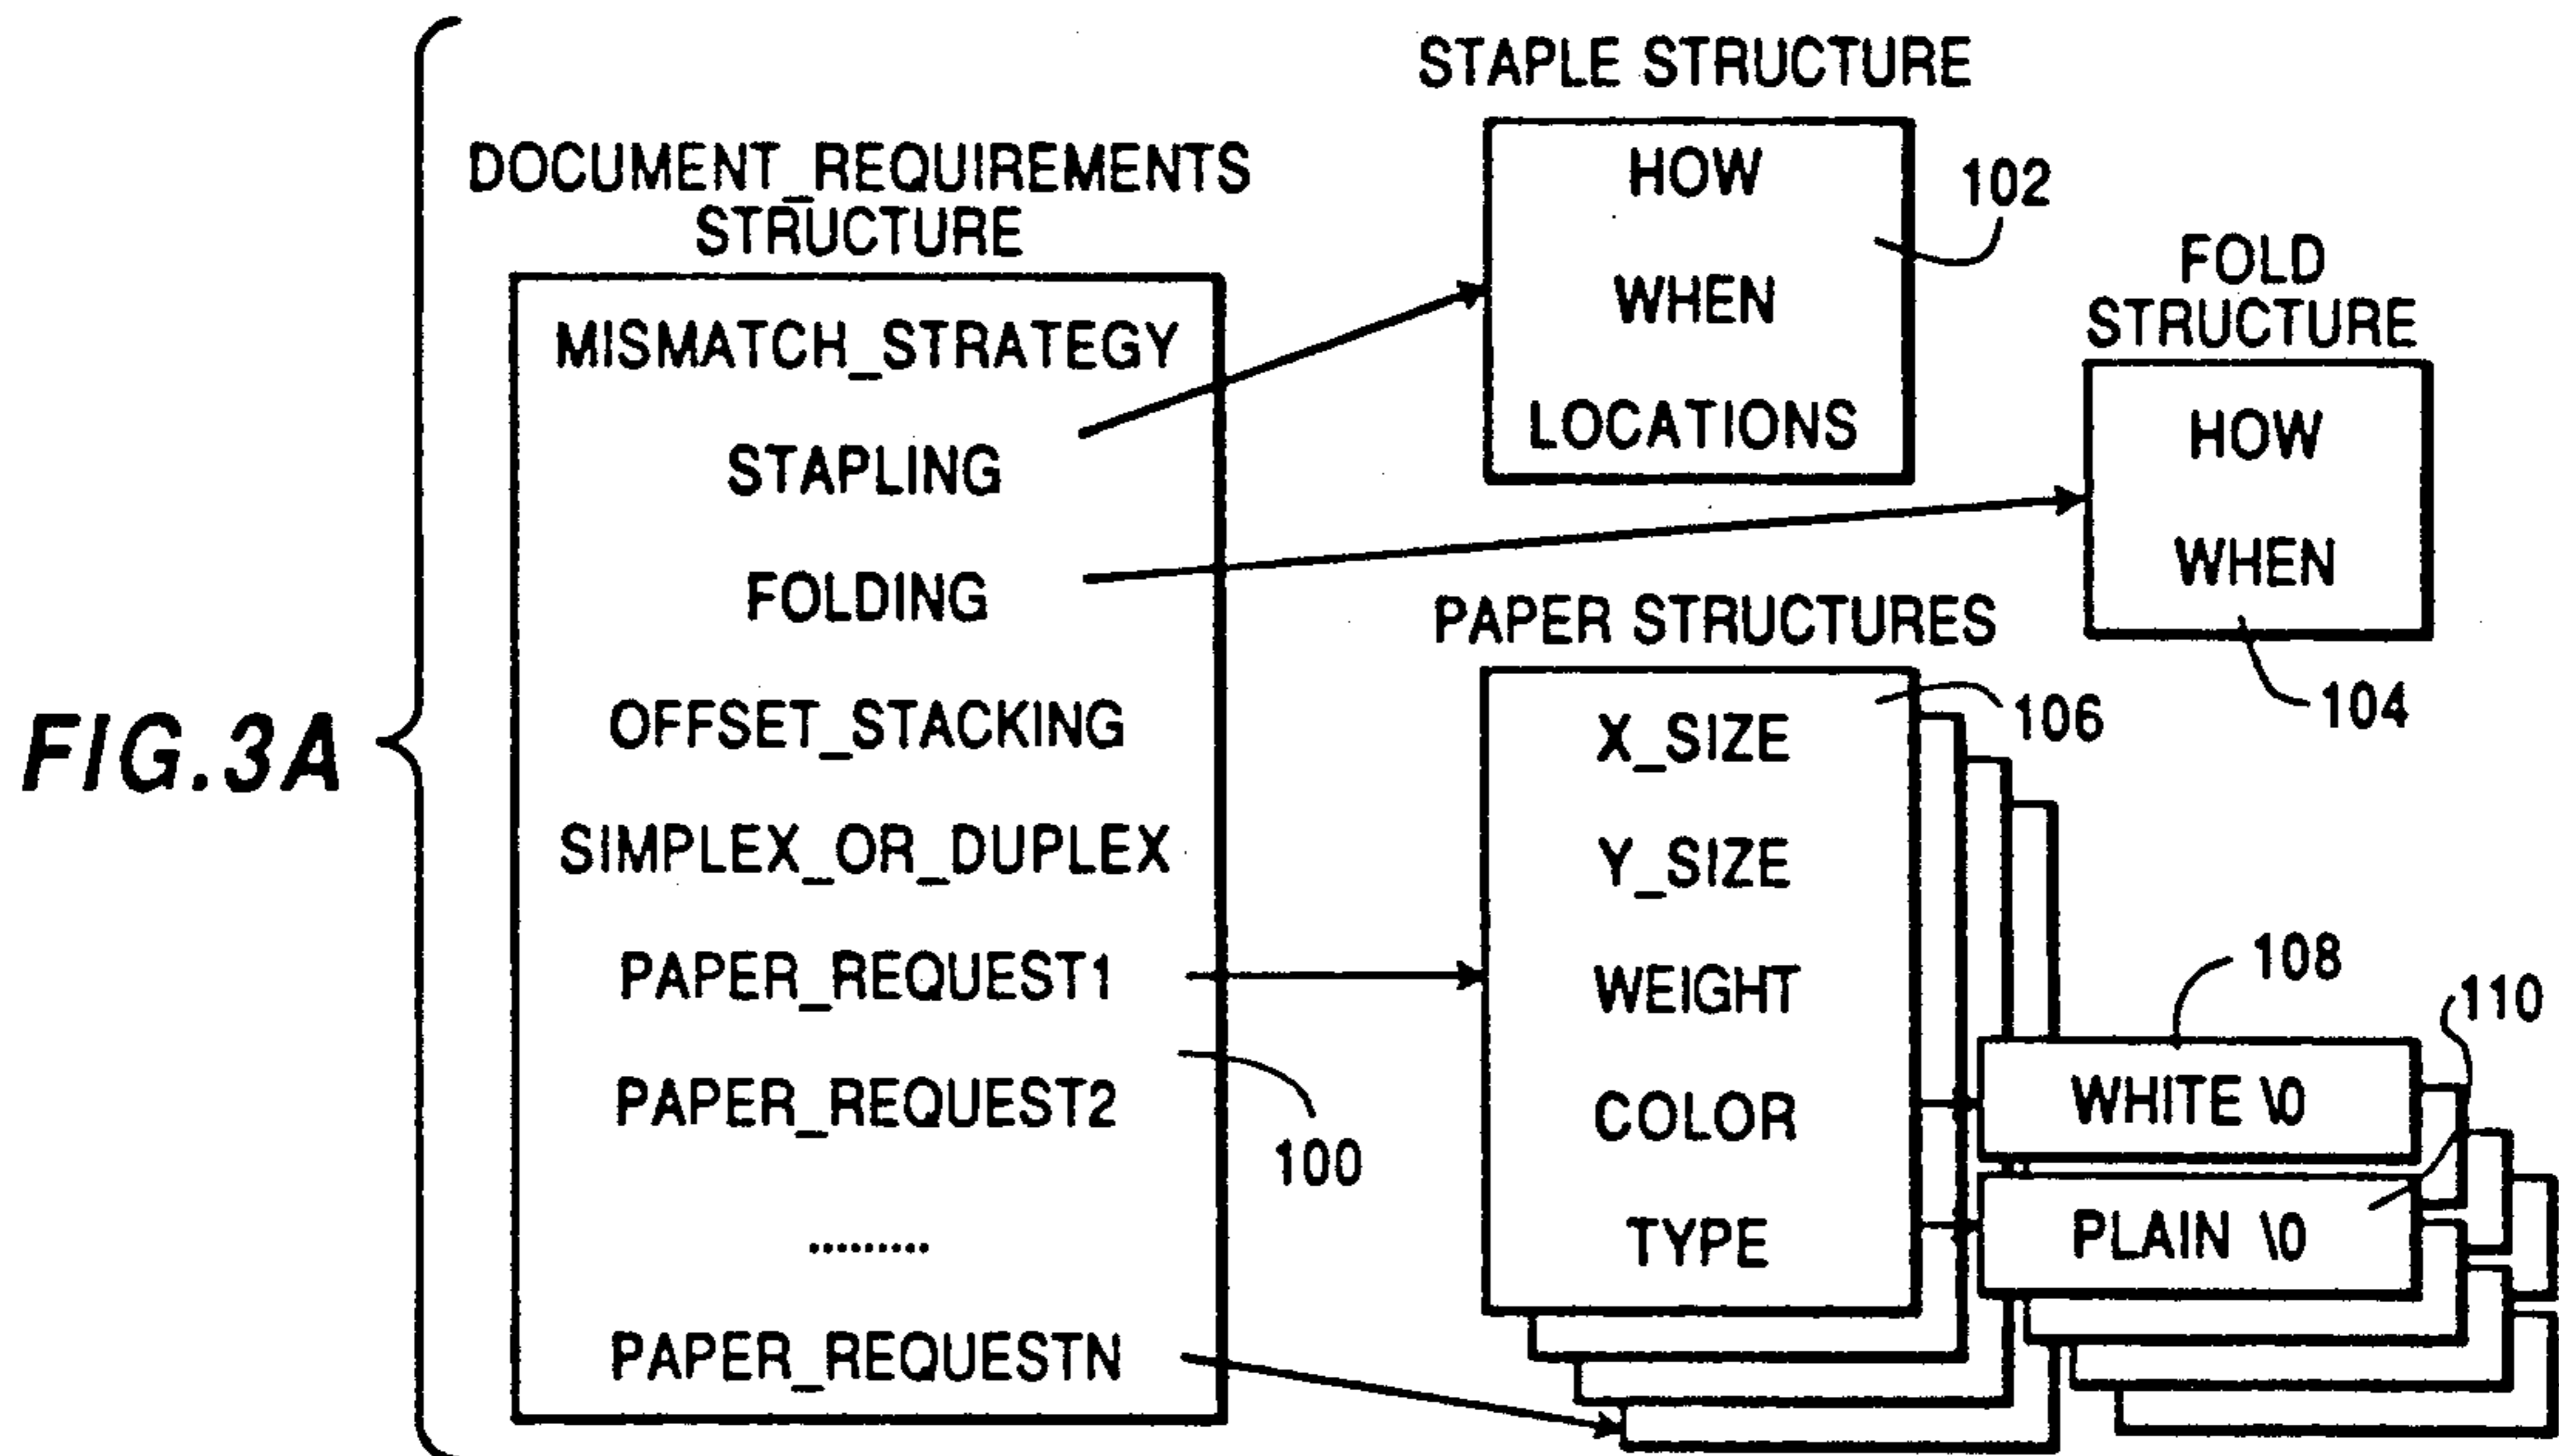 FIG.3A
DOCUMENT_REQUIREMENTS
STRUCTURE
MISMATCH_STRATEGY
STAPLING
FOLDING
OFFSET_STACKING
SIMPLEX_OR_DUPLEX
PAPER_REQUEST1
PAPER_REQUEST2
.........
PAPER_REQUESTN
100
STAPLE STRUCTURE
HOW
WHEN
LOCATIONS
102
FOLD
STRUCTURE
HOW
WHEN
104
PAPER STRUCTURES
X_SIZE
Y_SIZE
WEIGHT
COLOR
TYPE
106
WHITE \0
108
PLAIN \0
110